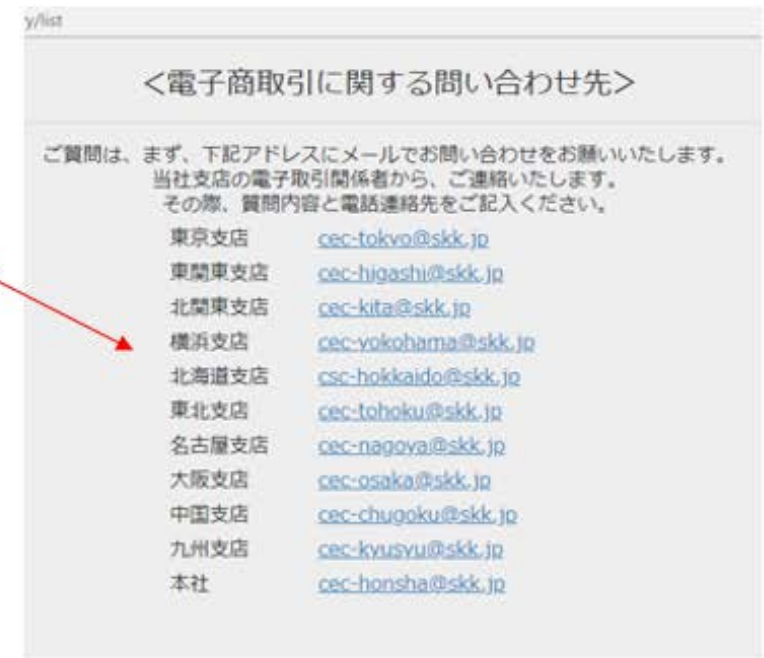 y/list
＜電子商取引に関する問い合わせ先＞
ご質問は、まず、下記アドレスにメールでお問い合わせをお願いいたします。
当社支店の電子取引関係者から、ご連絡いたします。
その際、質問内容と電話連絡先をご記入ください。
東京支店 cec-tokyo@skk.jp
東関東支店 cec-higashi@skk.jp
北関東支店 cec-kita@skk.jp
横浜支店 cec-yokohama@skk.jp
北海道支店 csc-hokkaido@skk.jp
東北支店 cec-tohoku@skk.jp
名古屋支店 cec-nagoya@skk.jp
大阪支店 cec-osaka@skk.jp
中国支店 cec-chugoku@skk.jp
九州支店 cec-kyusyu@skk.jp
本社 cec-honsha@skk.jp